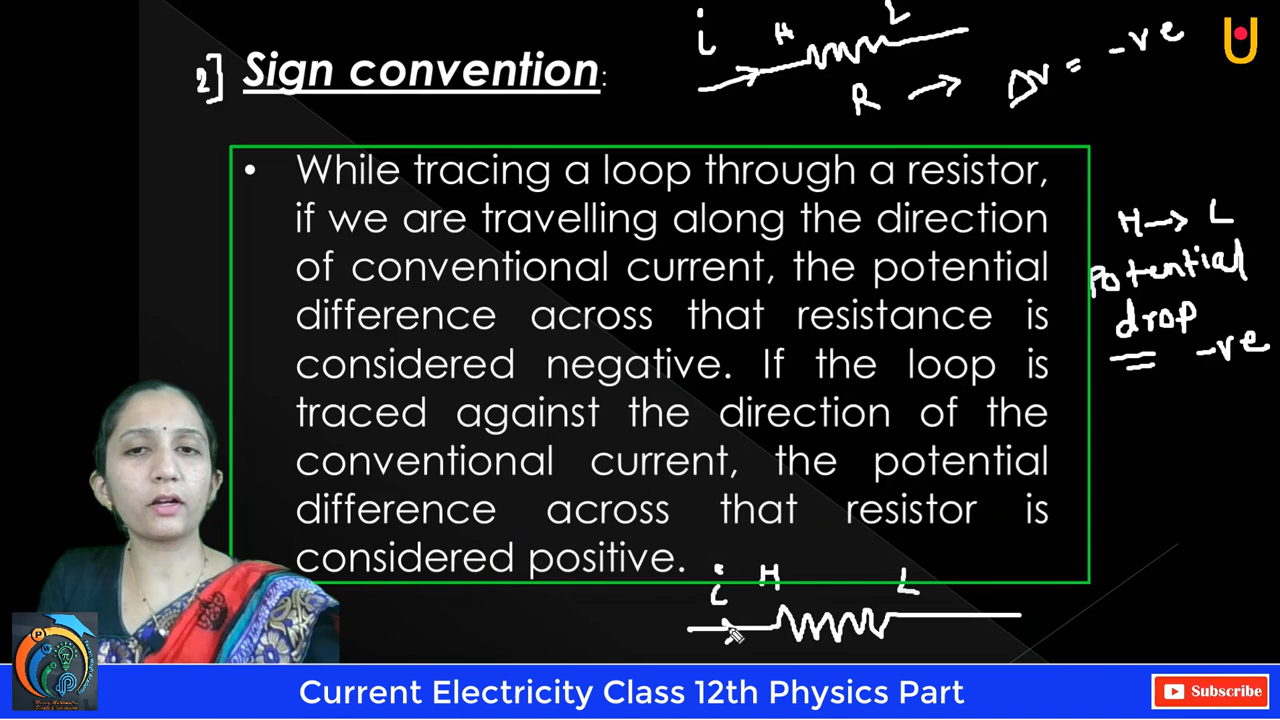 i H L
2] Sign convention:
R → ΔV = -ve
• While tracing a loop through a resistor,
if we are travelling along the direction
of conventional current, the potential
difference across that resistance is
considered negative. If the loop is
traced against the direction of the
conventional current, the potential
difference across that resistor is
considered positive.
H → L
Potential
drop
-ve
i H L
Current Electricity Class 12th Physics Part
Subscribe